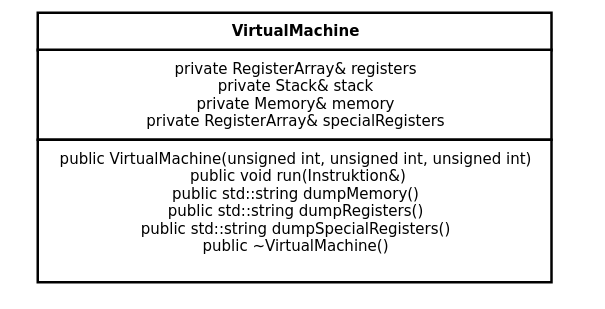 VirtualMachine
private RegisterArray& registers
private Stack& stack
private Memory& memory
private RegisterArray& specialRegisters
public VirtualMachine(unsigned int, unsigned int, unsigned int)
public void run(Instruktion&)
public std::string dumpMemory()
public std::string dumpRegisters()
public std::string dumpSpecialRegisters()
public ~VirtualMachine()